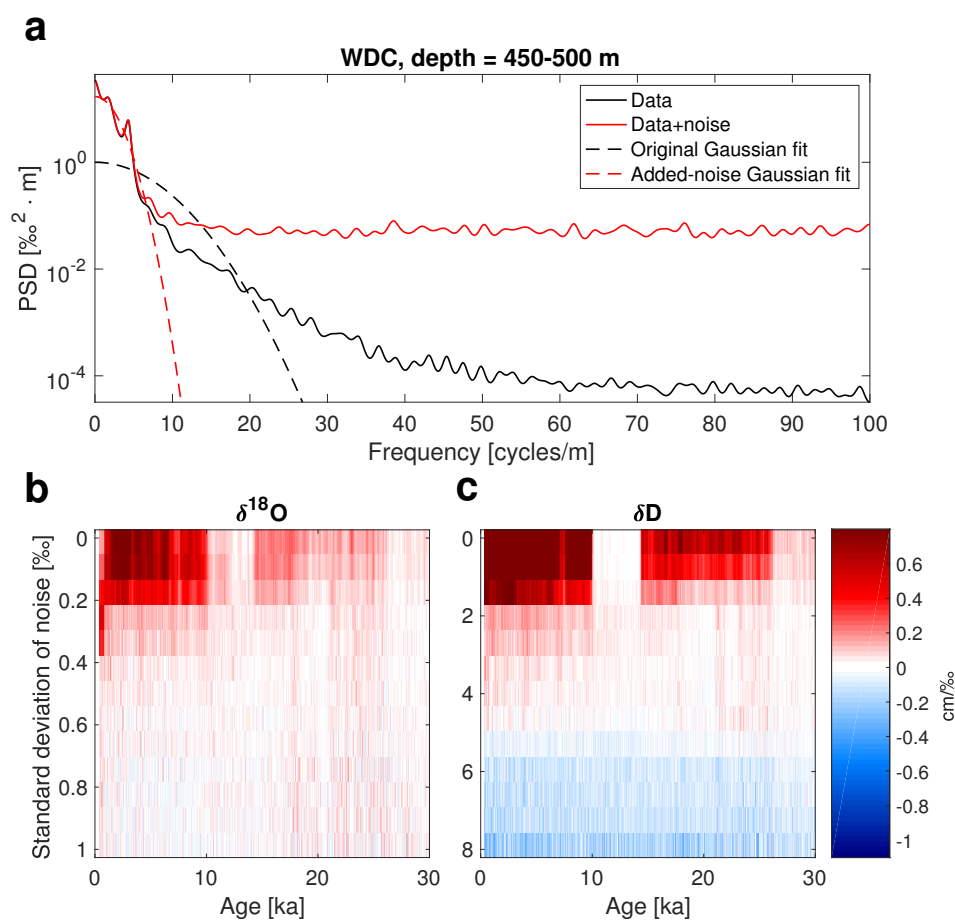 a
WDC, depth = 450-500 m
Data
Data+noise
Original Gaussian fit
Added-noise Gaussian fit
PSD [‰² · m]
10⁰
10⁻²
10⁻⁴
0 10 20 30 40 50 60 70 80 90 100
Frequency [cycles/m]
b
δ¹⁸O
Standard deviation of noise [‰]
0
0.2
0.4
0.6
0.8
1
0 10 20 30
Age [ka]
c
δD
0
2
4
6
8
0 10 20 30
Age [ka]
0.6
0.4
0.2
0
-0.2
-0.4
-0.6
-0.8
-1
cm/‰